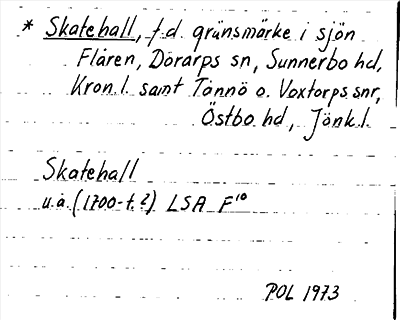 * Skatehall, f.d. gränsmärke i sjön
Flåren, Dörarps sn, Sunnerbo hd,
Kron.l. samt Tånnö o. Voxtorps snr,
Östbo hd, Jönk.l.
Skatehall
u.å. (1700-t.?) LSA F¹⁰
POL 1973